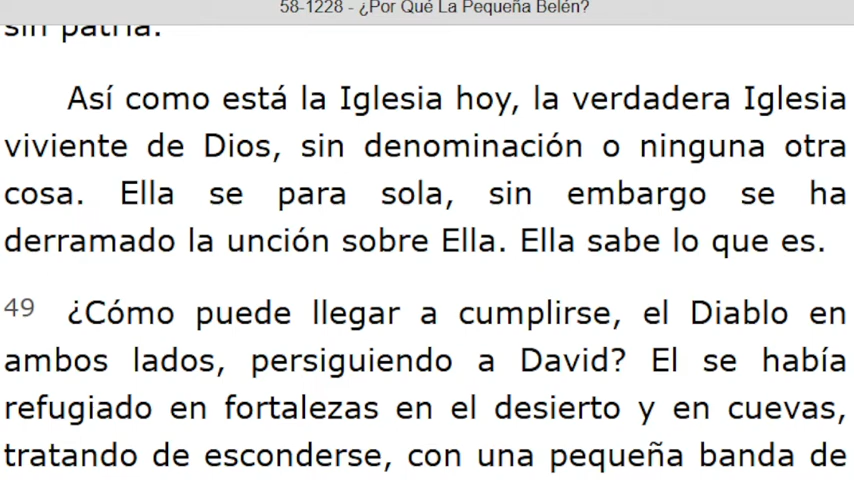 58-1228 - ¿Por Qué La Pequeña Belén?
sin patria.
Así como está la Iglesia hoy, la verdadera Iglesia
viviente de Dios, sin denominación o ninguna otra
cosa. Ella se para sola, sin embargo se ha
derramado la unción sobre Ella. Ella sabe lo que es.
49 ¿Cómo puede llegar a cumplirse, el Diablo en
ambos lados, persiguiendo a David? El se había
refugiado en fortalezas en el desierto y en cuevas,
tratando de esconderse, con una pequeña banda de